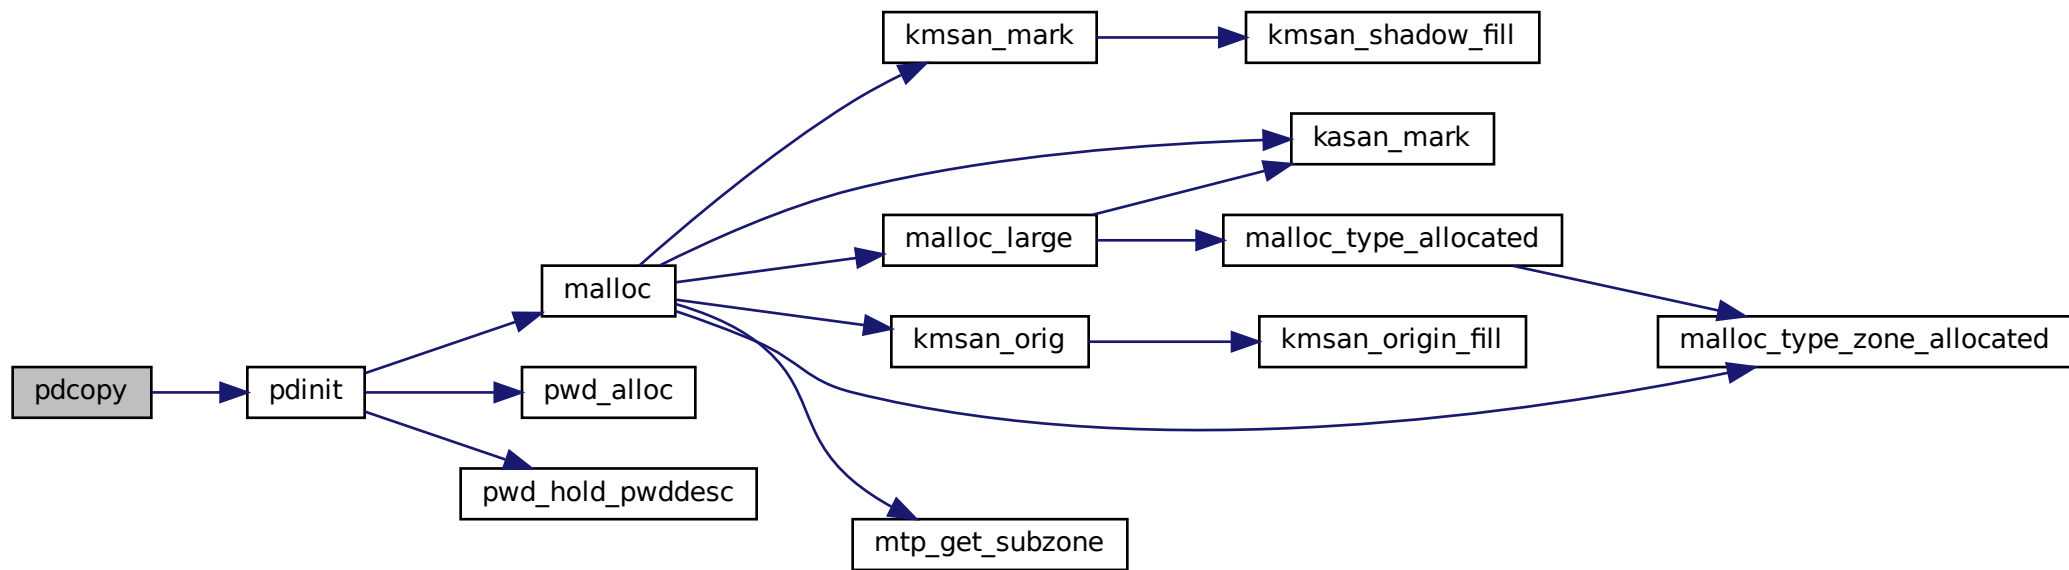 kmsan_mark
kmsan_shadow_fill
kasan_mark
malloc_large
malloc_type_allocated
malloc
kmsan_orig
kmsan_origin_fill
malloc_type_zone_allocated
pdcopy
pdinit
pwd_alloc
pwd_hold_pwddesc
mtp_get_subzone